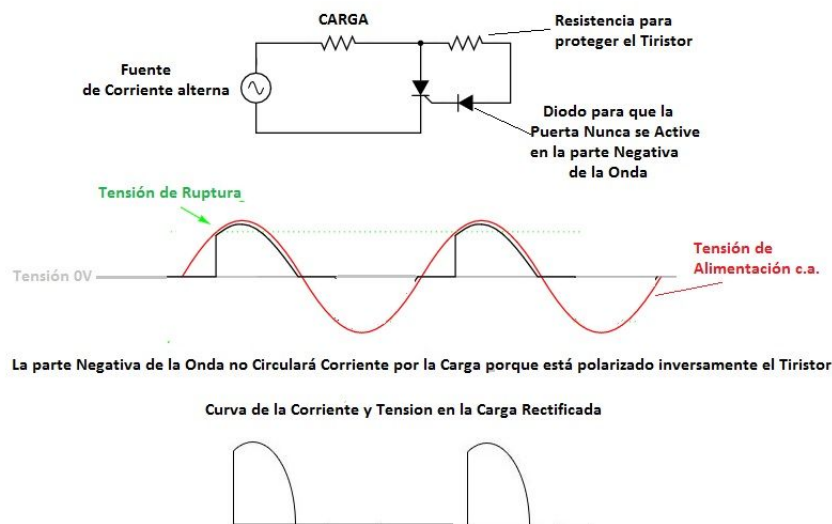 CARGA
Resistencia para
proteger el Tiristor
Fuente
de Corriente alterna
Diodo para que la
Puerta Nunca se Active
en la parte Negativa
de la Onda
Tensión de Ruptura
Tensión 0V
Tensión de
Alimentación c.a.
La parte Negativa de la Onda no Circulará Corriente por la Carga porque está polarizado inversamente el Tiristor
Curva de la Corriente y Tension en la Carga Rectificada